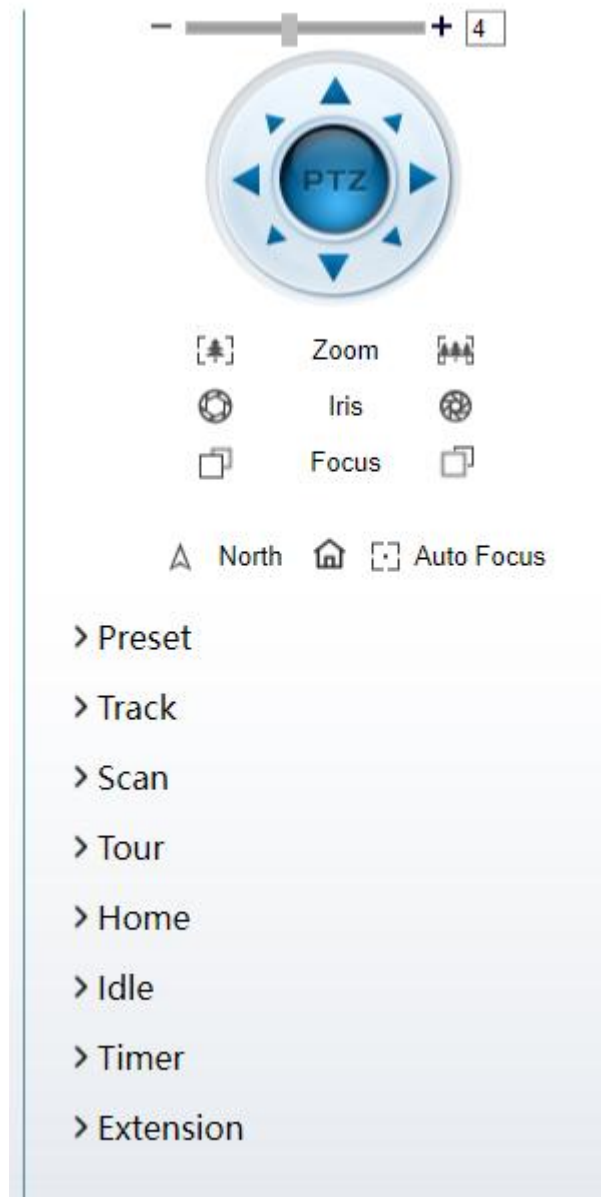 − + 4
PTZ
Zoom
Iris
Focus
North Auto Focus
> Preset
> Track
> Scan
> Tour
> Home
> Idle
> Timer
> Extension